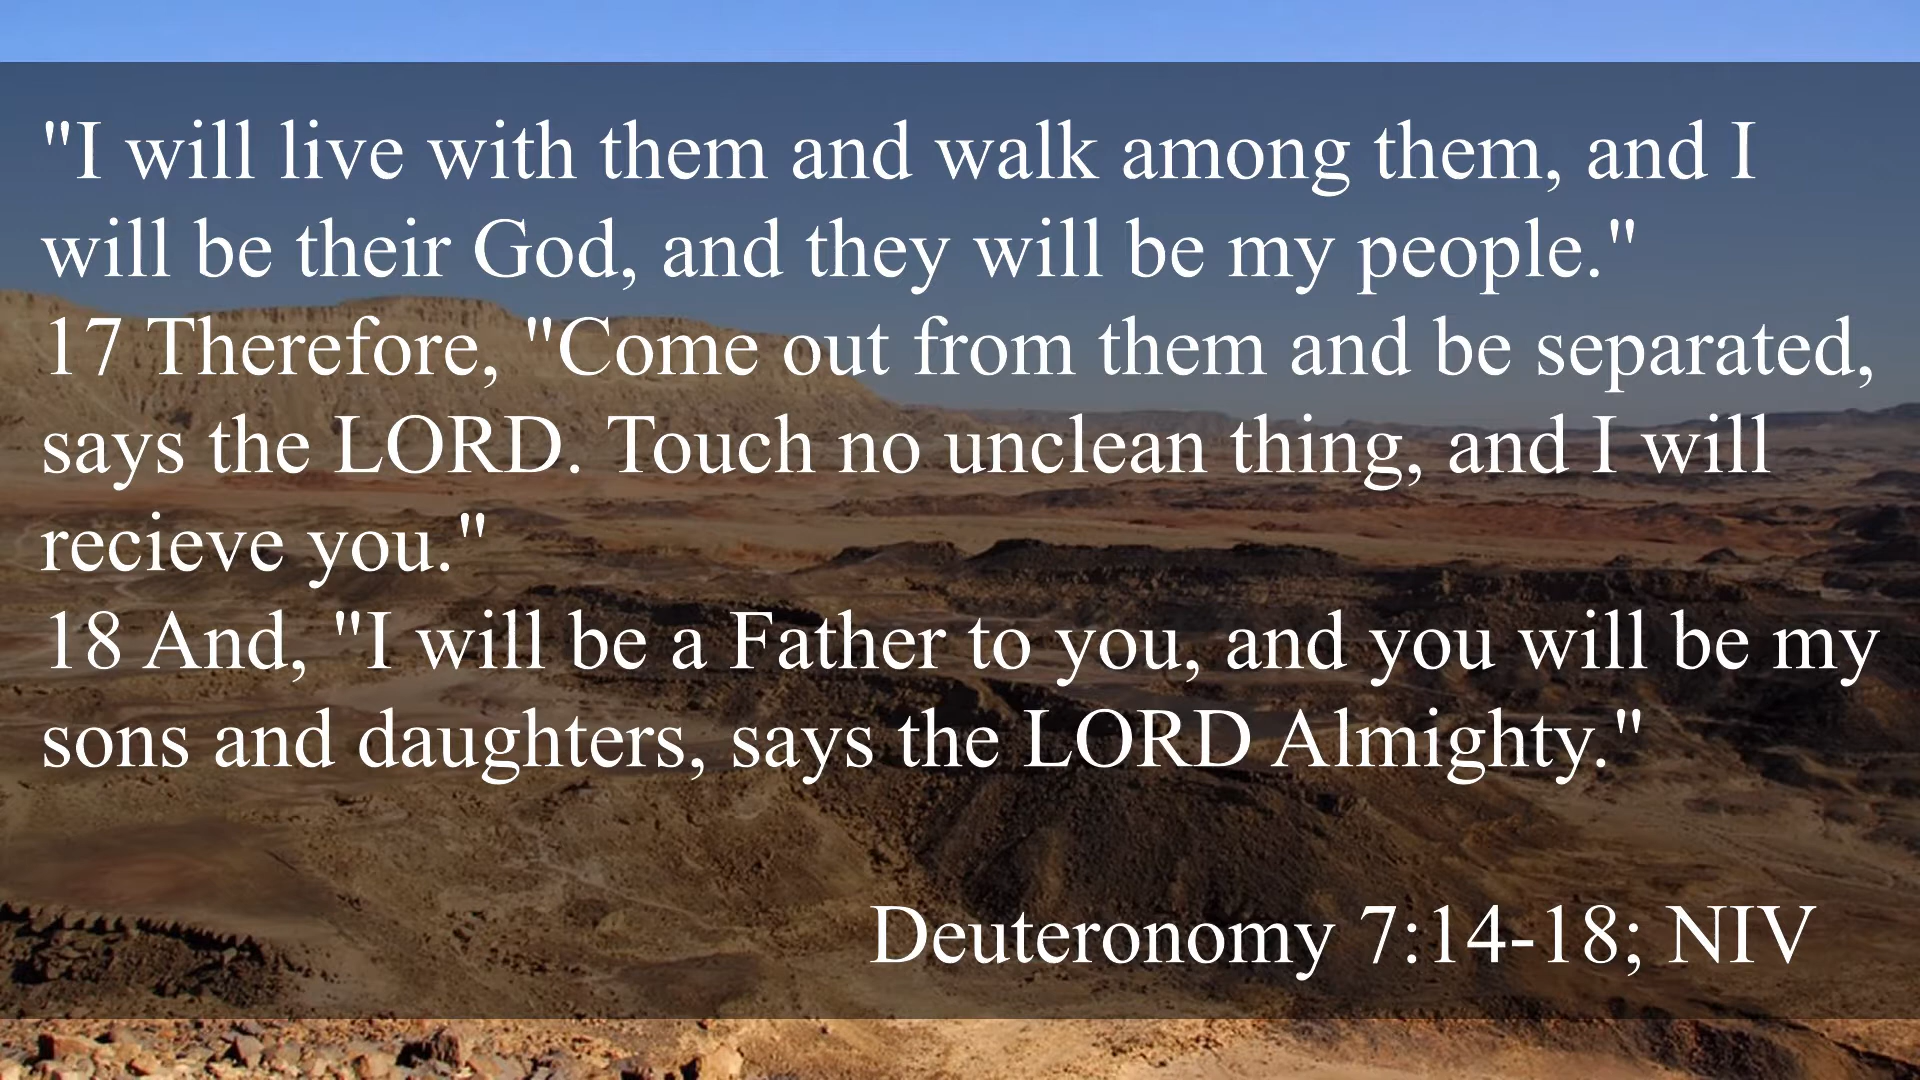 "I will live with them and walk among them, and I
will be their God, and they will be my people."
17 Therefore, "Come out from them and be separated,
says the LORD. Touch no unclean thing, and I will
recieve you."
18 And, "I will be a Father to you, and you will be my
sons and daughters, says the LORD Almighty."
Deuteronomy 7:14-18; NIV